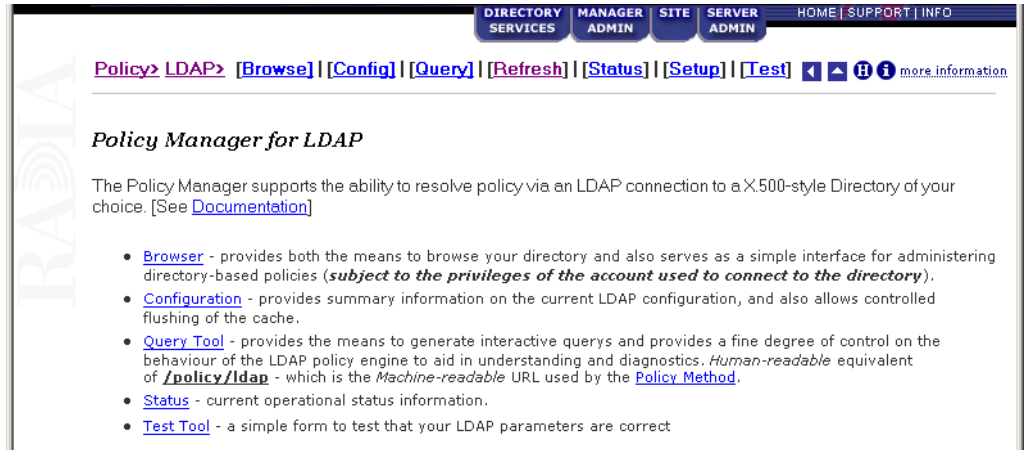 DIRECTORY SERVICES MANAGER ADMIN SITE SERVER ADMIN HOME | SUPPORT | INFO
Policy> LDAP> [Browse] | [Config] | [Query] | [Refresh] | [Status] | [Setup] | [Test] H i more information
RADIA
Policy Manager for LDAP
The Policy Manager supports the ability to resolve policy via an LDAP connection to a X.500-style Directory of your
choice. [See Documentation]
• Browser - provides both the means to browse your directory and also serves as a simple interface for administering
directory-based policies (subject to the privileges of the account used to connect to the directory).
• Configuration - provides summary information on the current LDAP configuration, and also allows controlled
flushing of the cache.
• Query Tool - provides the means to generate interactive querys and provides a fine degree of control on the
behaviour of the LDAP policy engine to aid in understanding and diagnostics. Human-readable equivalent
of /policy/ldap - which is the Machine-readable URL used by the Policy Method.
• Status - current operational status information.
• Test Tool - a simple form to test that your LDAP parameters are correct